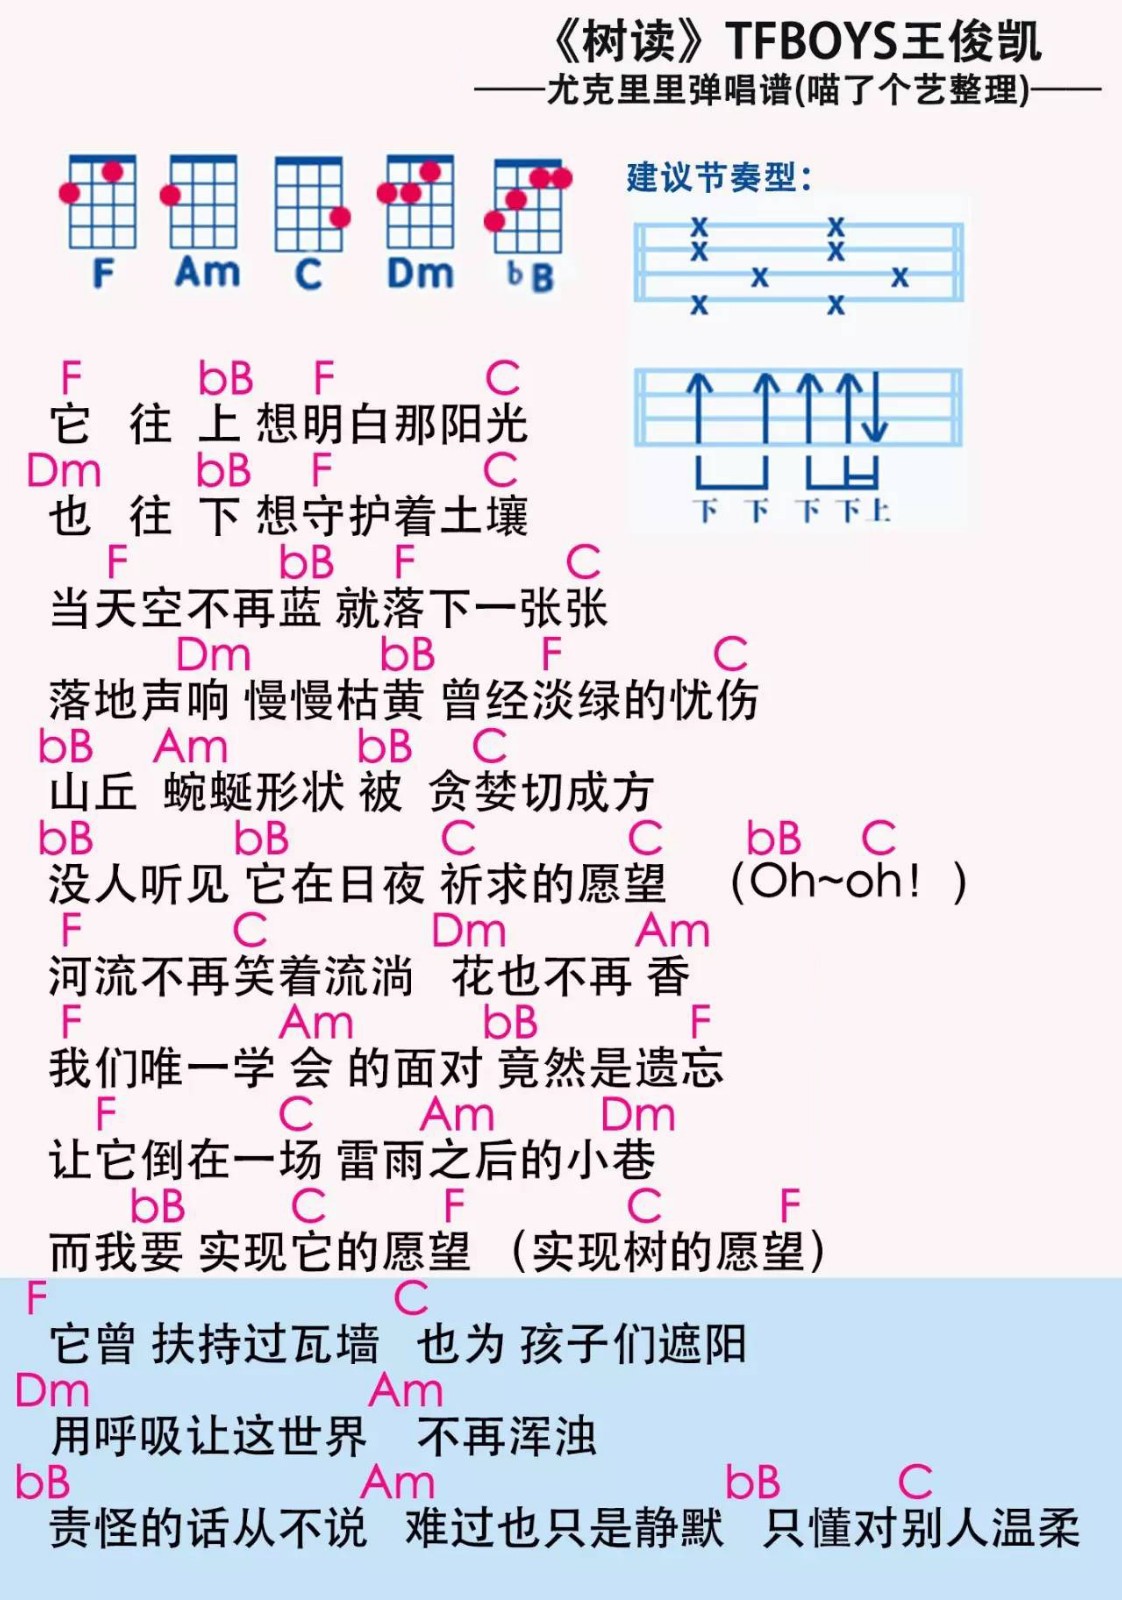 《树读》TFBOYS王俊凯
——尤克里里弹唱谱(喵了个艺整理)——
F Am C Dm bB
建议节奏型：
x x
x x
x x
x x
下 下 下 下 上
F bB F C
它 往 上 想明白那阳光
Dm bB F C
也 往 下 想守护着土壤
F bB F C
当天空不再蓝 就落下一张张
Dm bB F C
落地声响 慢慢枯黄 曾经淡绿的忧伤
bB Am bB C
山丘 蜿蜒形状 被 贪婪切成方
bB bB C C bB C
没人听见 它在日夜 祈求的愿望 （Oh~oh! ）
F C Dm Am
河流不再笑着流淌 花也不再 香
F Am bB F
我们唯一学 会 的面对 竟然是遗忘
F C Am Dm
让它倒在一场 雷雨之后的小巷
bB C F C F
而我要 实现它的愿望 （实现树的愿望）
F C
它曾 扶持过瓦墙 也为 孩子们遮阳
Dm Am
用呼吸让这世界 不再浑浊
bB Am bB C
责怪的话从不说 难过也只是静默 只懂对别人温柔